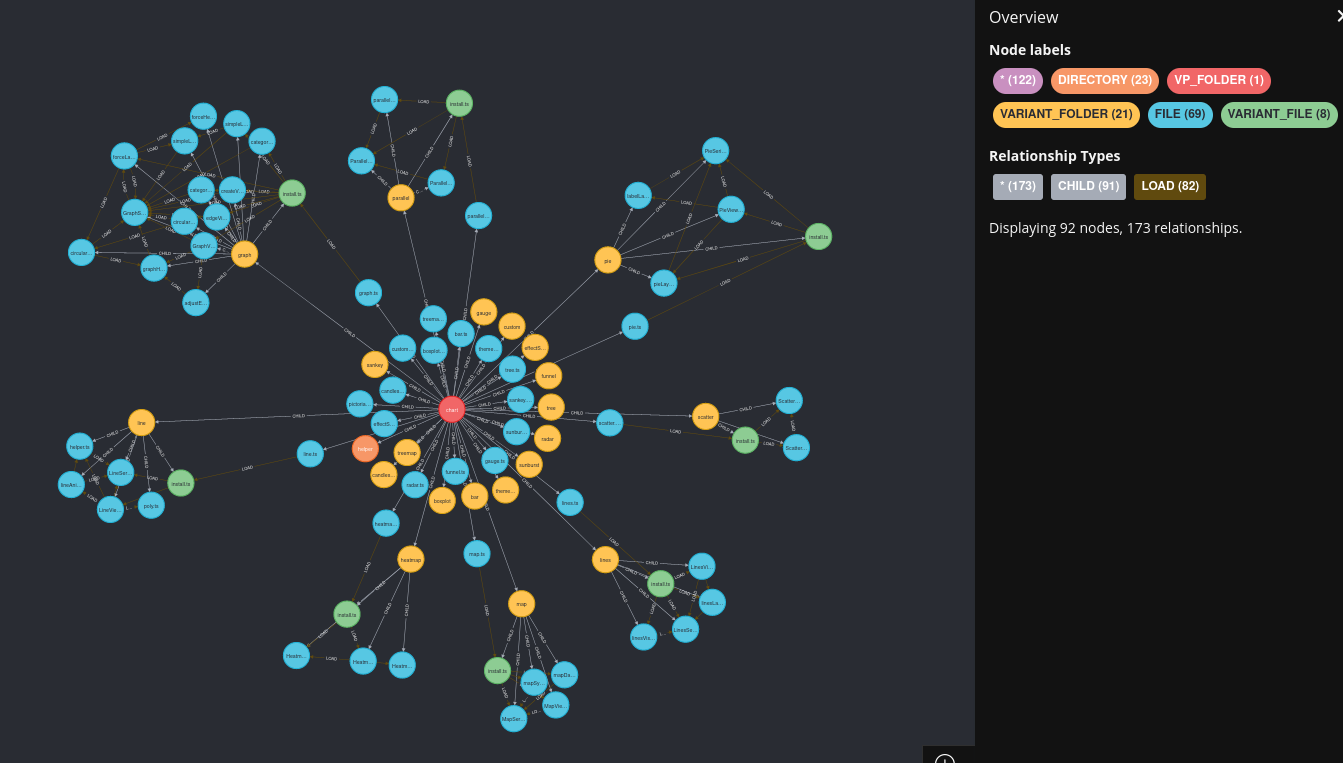 Overview
Node labels
* (122)
DIRECTORY (23)
VP_FOLDER (1)
VARIANT_FOLDER (21)
FILE (69)
VARIANT_FILE (8)
Relationship Types
* (173)
CHILD (91)
LOAD (82)
Displaying 92 nodes, 173 relationships.
forceHe...
simpleL...
simpleL...
categor...
forceLa...
categor...
createV...
install.ts
GraphS...
circular...
edgeVi...
GraphV...
circular...
graphH...
graph
adjustE...
graph.ts
parallel...
install.ts
Parallel...
Parallel...
parallel
parallel...
PieSeri...
labelLa...
PieView...
install.ts
pie
pieLay...
pie.ts
treema...
gauge
custom
bar.ts
effectS...
custom...
boxplot...
theme...
sankey
tree.ts
funnel
candles...
pictoria...
sankey...
tree
chart
effectS...
sunbur...
radar
helper
treemap
gauge.ts
sunburst
candles...
radar.ts
funnel.ts
boxplot
bar
theme...
scatter...
scatter
Scatter...
install.ts
Scatter...
line
helper.ts
LineSer...
lineAni...
install.ts
LineVie...
poly.ts
line.ts
heatma...
heatmap
install.ts
Heatm...
Heatm...
Heatm...
map.ts
map
install.ts
mapSy...
mapDa...
MapVie...
MapSer...
lines.ts
lines
LinesVi...
install.ts
linesLa...
LinesSe...
linesVis...
CHILD
LOAD